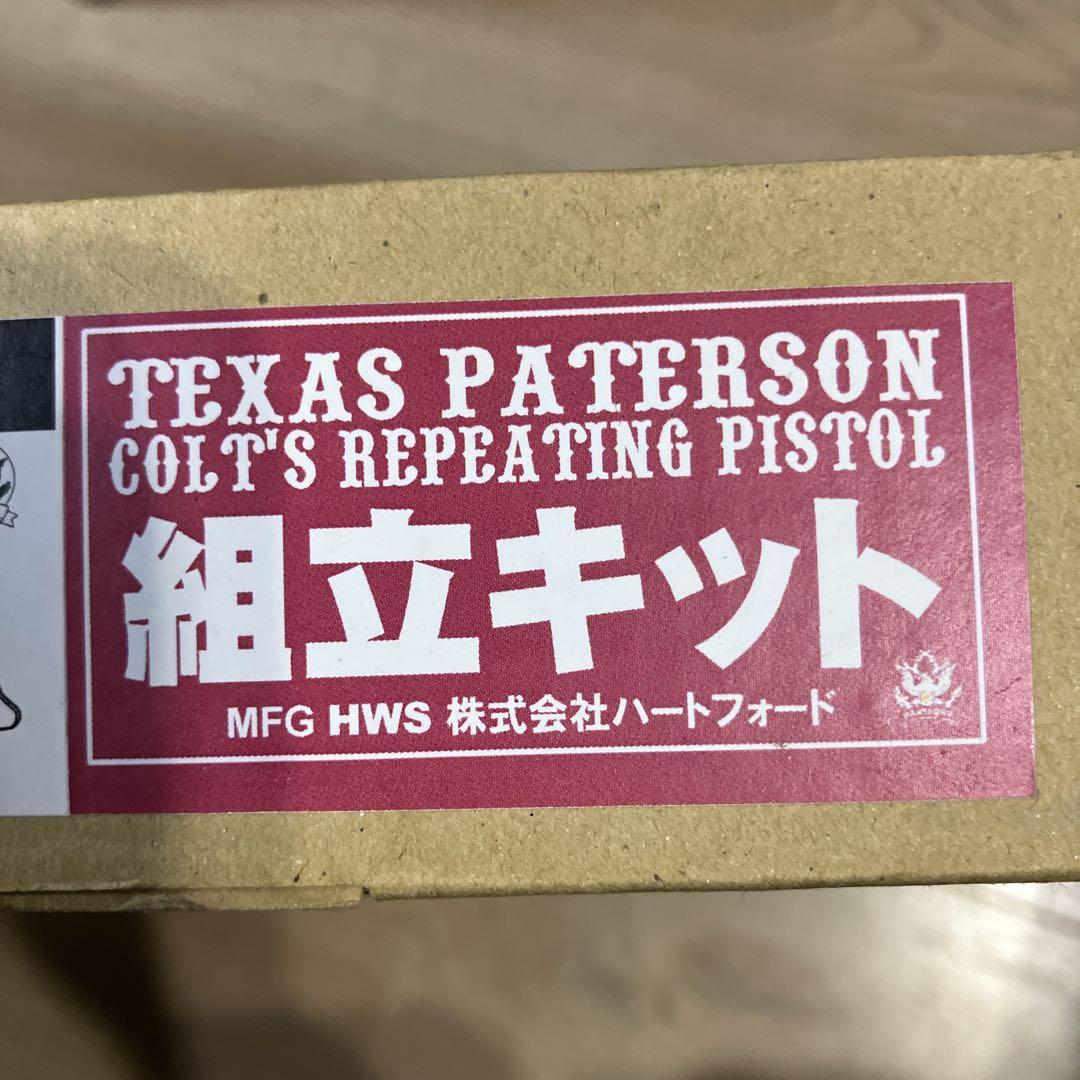 TEXAS PATERSON
COLT'S REPEATING PISTOL
組立キット
MFG HWS 株式会社ハートフォード